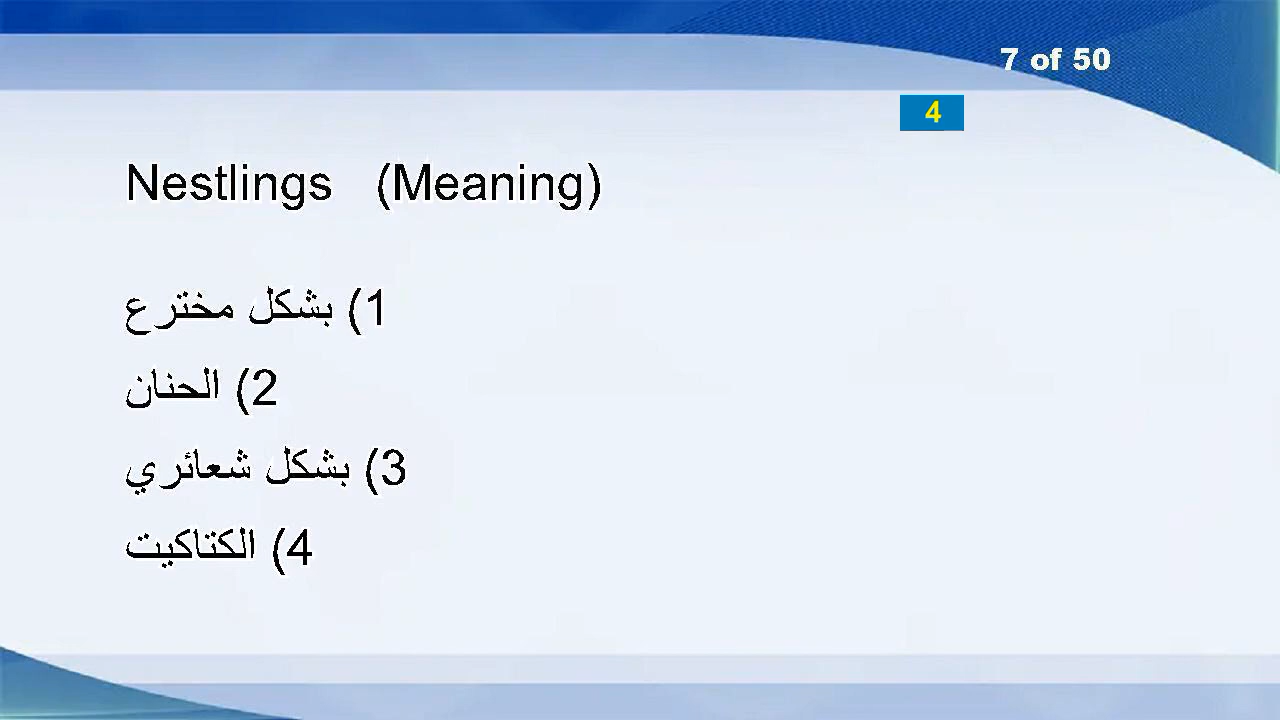 7 of 50
4
Nestlings (Meaning)
1) بشكل مخترع
2) الحنان
3) بشكل شعائري
4) الكتاكيت